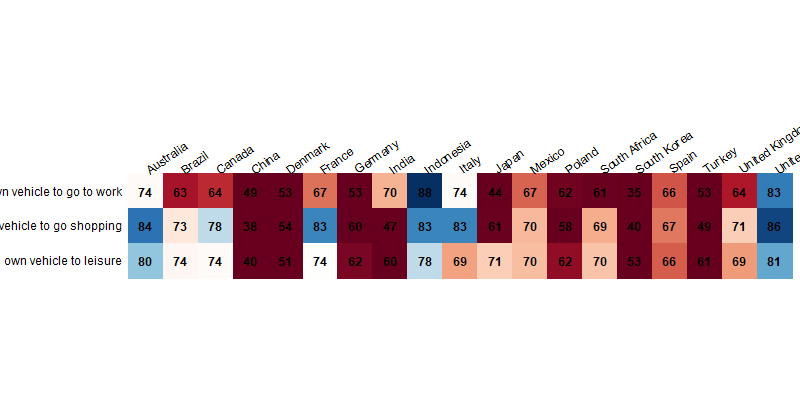 Australia
Brazil
Canada
China
Denmark
France
Germany
India
Indonesia
Italy
Japan
Mexico
Poland
South Africa
South Korea
Spain
Turkey
United Kingdo
Unite
vehicle to go to work 74 63 64 49 53 67 53 70 88 74 44 67 62 61 35 66 53 64 83
vehicle to go shopping 84 73 78 38 54 83 60 47 83 83 61 70 58 69 40 67 49 71 86
own vehicle to leisure 80 74 74 40 51 74 62 60 78 69 71 70 62 70 53 66 61 69 81